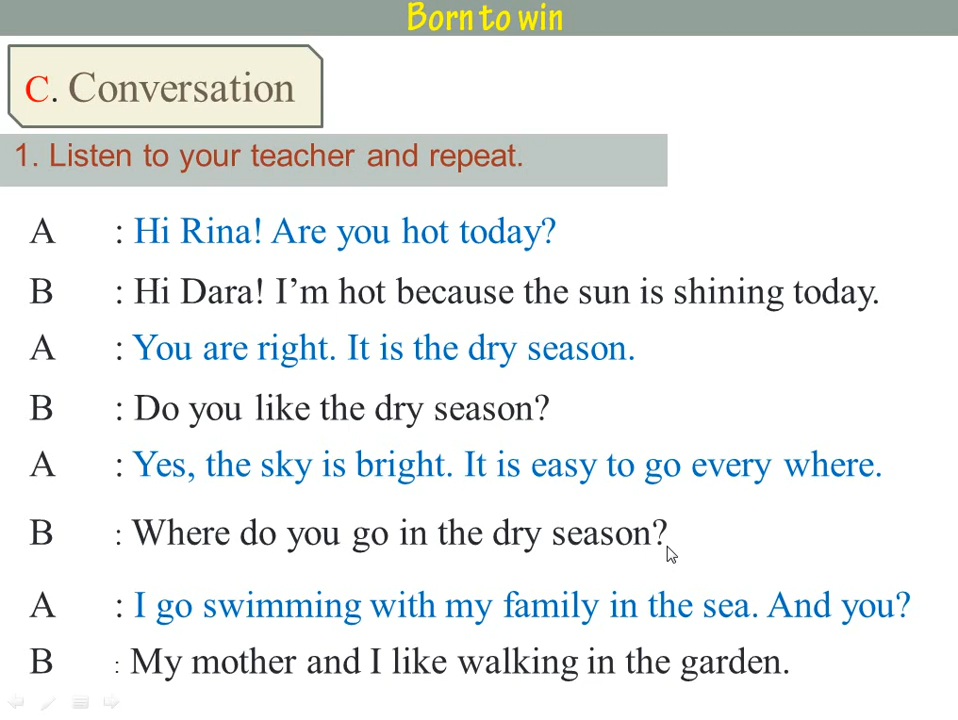 Born to win
C. Conversation
1. Listen to your teacher and repeat.
A : Hi Rina! Are you hot today?
B : Hi Dara! I’m hot because the sun is shining today.
A : You are right. It is the dry season.
B : Do you like the dry season?
A : Yes, the sky is bright. It is easy to go every where.
B : Where do you go in the dry season?
A : I go swimming with my family in the sea. And you?
B : My mother and I like walking in the garden.